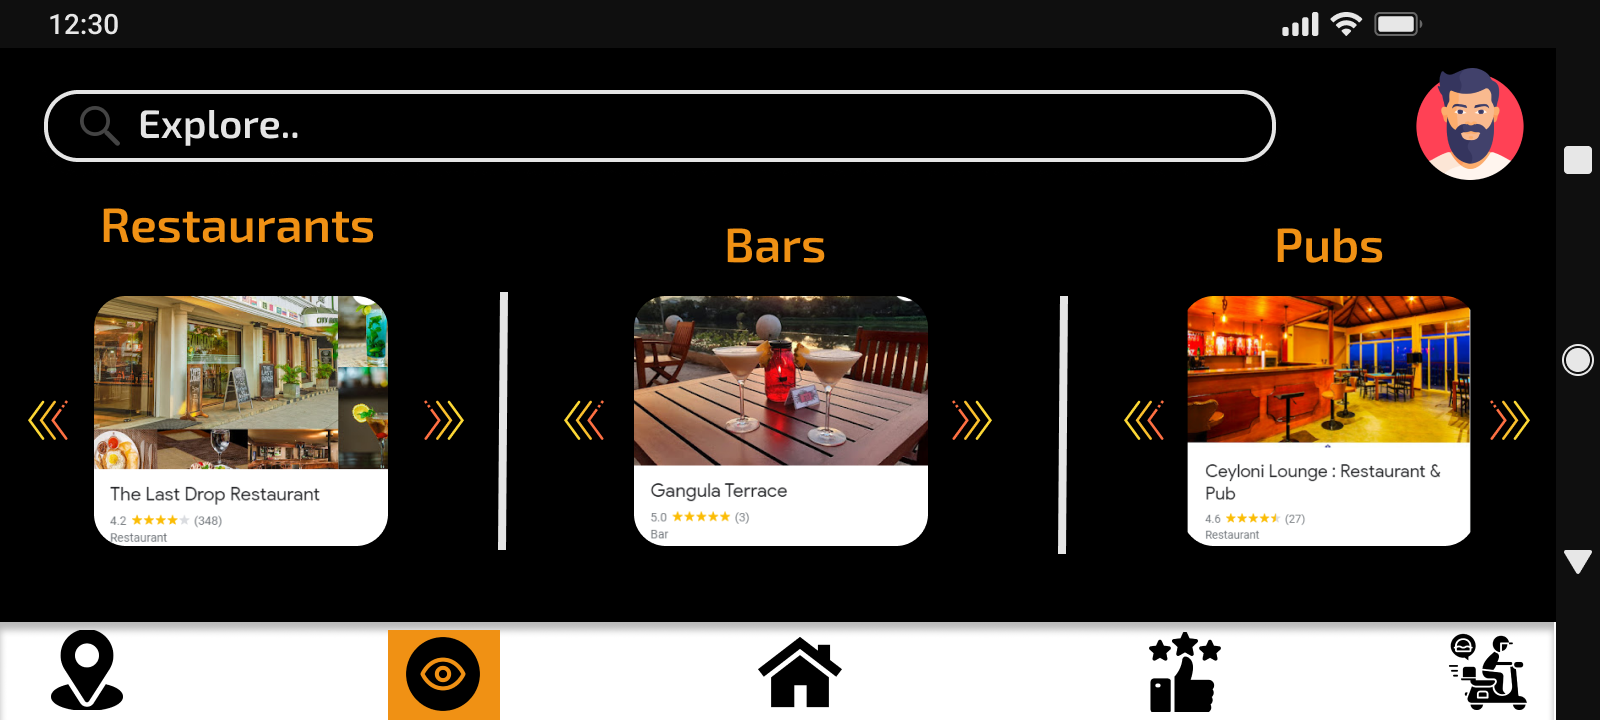 12:30
Explore..
Restaurants
Bars
Pubs
The Last Drop Restaurant
4.2 ★★★★★ (348)
Restaurant
Gangula Terrace
5.0 ★★★★★ (3)
Bar
Ceyloni Lounge : Restaurant &
Pub
4.6 ★★★★★ (27)
Restaurant